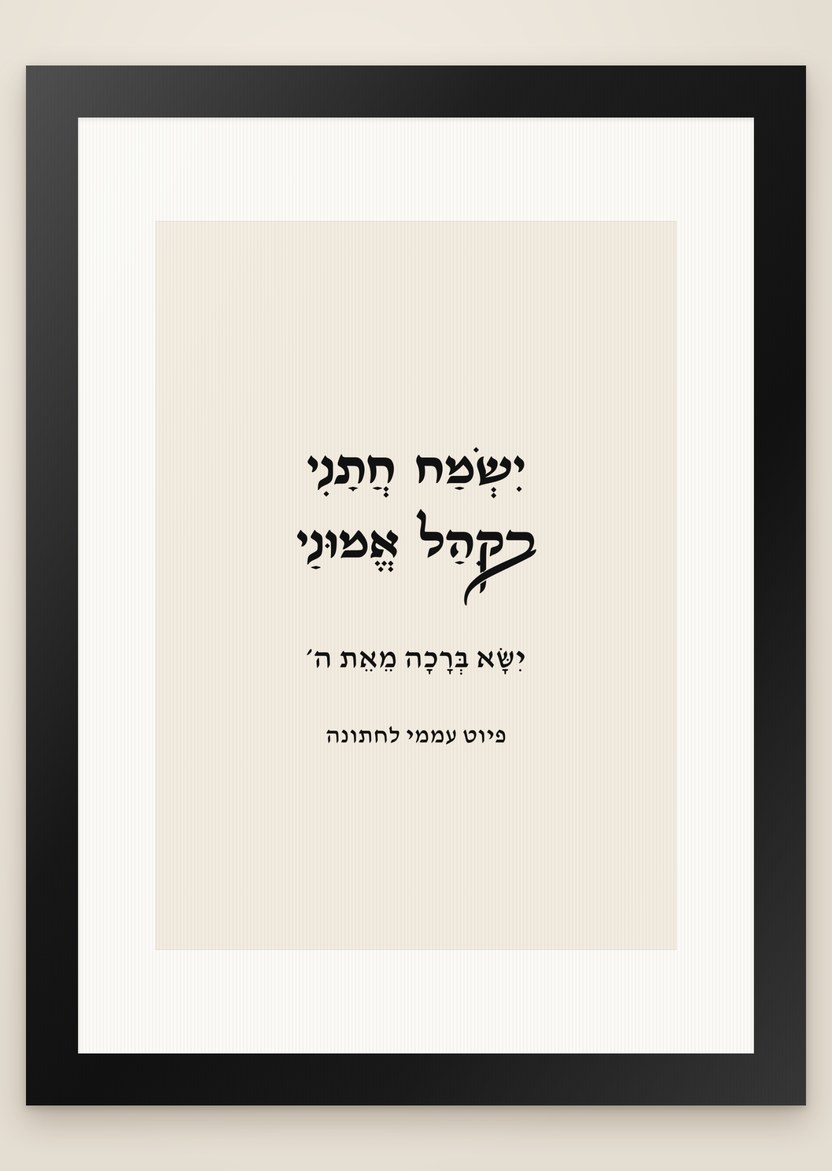 יִשְׂמַח חֲתָנִי
בִּקְהַל אֱמוּנַי
יִשָּׂא בְּרָכָה מֵאֵת ה׳
פיוט עממי לחתונה